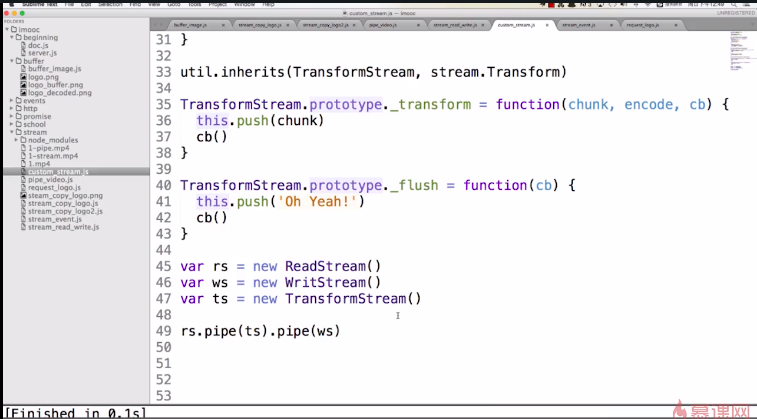 Sublime Text File Edit Selection Find View Goto Tools Project Window Help
custom_stream.js — imooc
UNREGISTERED
FOLDERS
imooc
beginning
doc.js
server.js
buffer
buffer_image.js
logo.png
logo_buffer.png
logo_decoded.png
events
http
promise
school
stream
node_modules
1-pipe.mp4
1-stream.mp4
1.mp4
custom_stream.js
pipe_video.js
request_logo.js
steam_copy_logo.png
stream_copy_logo.js
stream_copy_logo2.js
stream_event.js
stream_read_write.js
buffer_image.js stream_copy_logo.js stream_copy_logo2.js pipe_video.js stream_read_write.js custom_stream.js stream_event.js request_logo.js
31 }
32
33 util.inherits(TransformStream, stream.Transform)
34
35 TransformStream.prototype._transform = function(chunk, encode, cb) {
36 this.push(chunk)
37 cb()
38 }
39
40 TransformStream.prototype._flush = function(cb) {
41 this.push('Oh Yeah!')
42 cb()
43 }
44
45 var rs = new ReadStream()
46 var ws = new WritStream()
47 var ts = new TransformStream()
48
49 rs.pipe(ts).pipe(ws)
50
51
52
53
[Finished in 0.1s]
慕课网